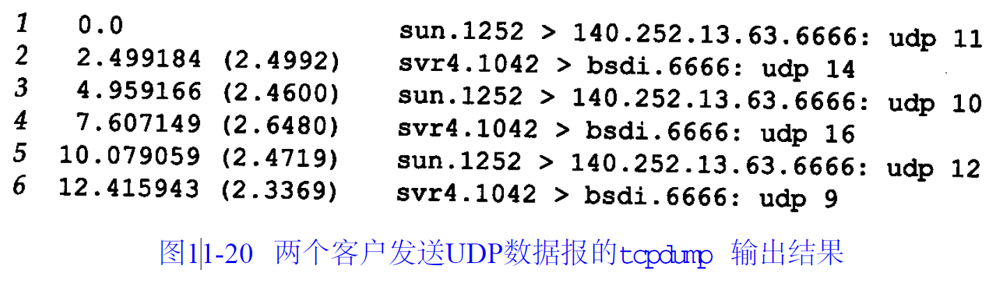 1 0.0 sun.1252 > 140.252.13.63.6666: udp 11
2 2.499184 (2.4992) svr4.1042 > bsdi.6666: udp 14
3 4.959166 (2.4600) sun.1252 > 140.252.13.63.6666: udp 10
4 7.607149 (2.6480) svr4.1042 > bsdi.6666: udp 16
5 10.079059 (2.4719) sun.1252 > 140.252.13.63.6666: udp 12
6 12.415943 (2.3369) svr4.1042 > bsdi.6666: udp 9
图11-20 两个客户发送UDP数据报的tcpdump 输出结果